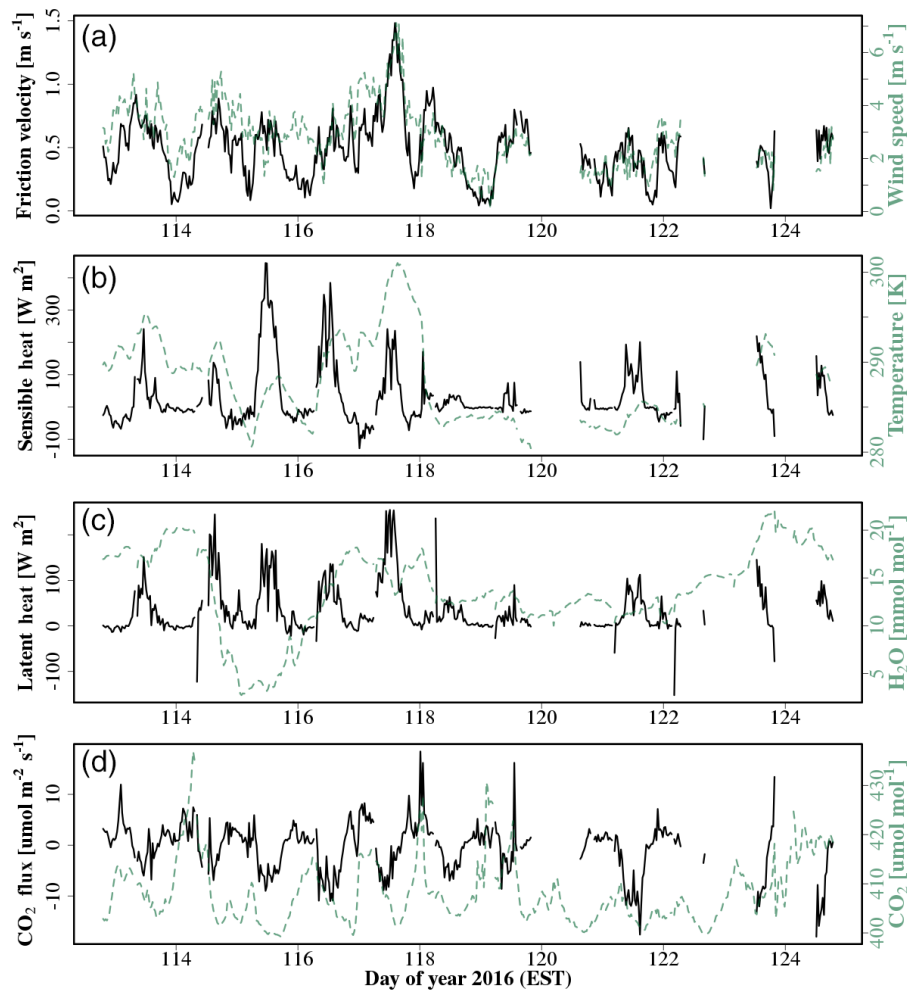 (a)
Friction velocity [m s-1]
0.0 0.5 1.0 1.5
Wind speed [m s-1]
0 2 4 6
114 116 118 120 122 124
(b)
Sensible heat [W m2]
-100 100 300
Temperature [K]
280 290 300
114 116 118 120 122 124
(c)
Latent heat [W m2]
-100 0 100
H2O [mmol mol-1]
5 10 15 20
114 116 118 120 122 124
(d)
CO2 flux [umol m-2 s-1]
-10 0 10
CO2 [umol mol-1]
400 410 420 430
114 116 118 120 122 124
Day of year 2016 (EST)